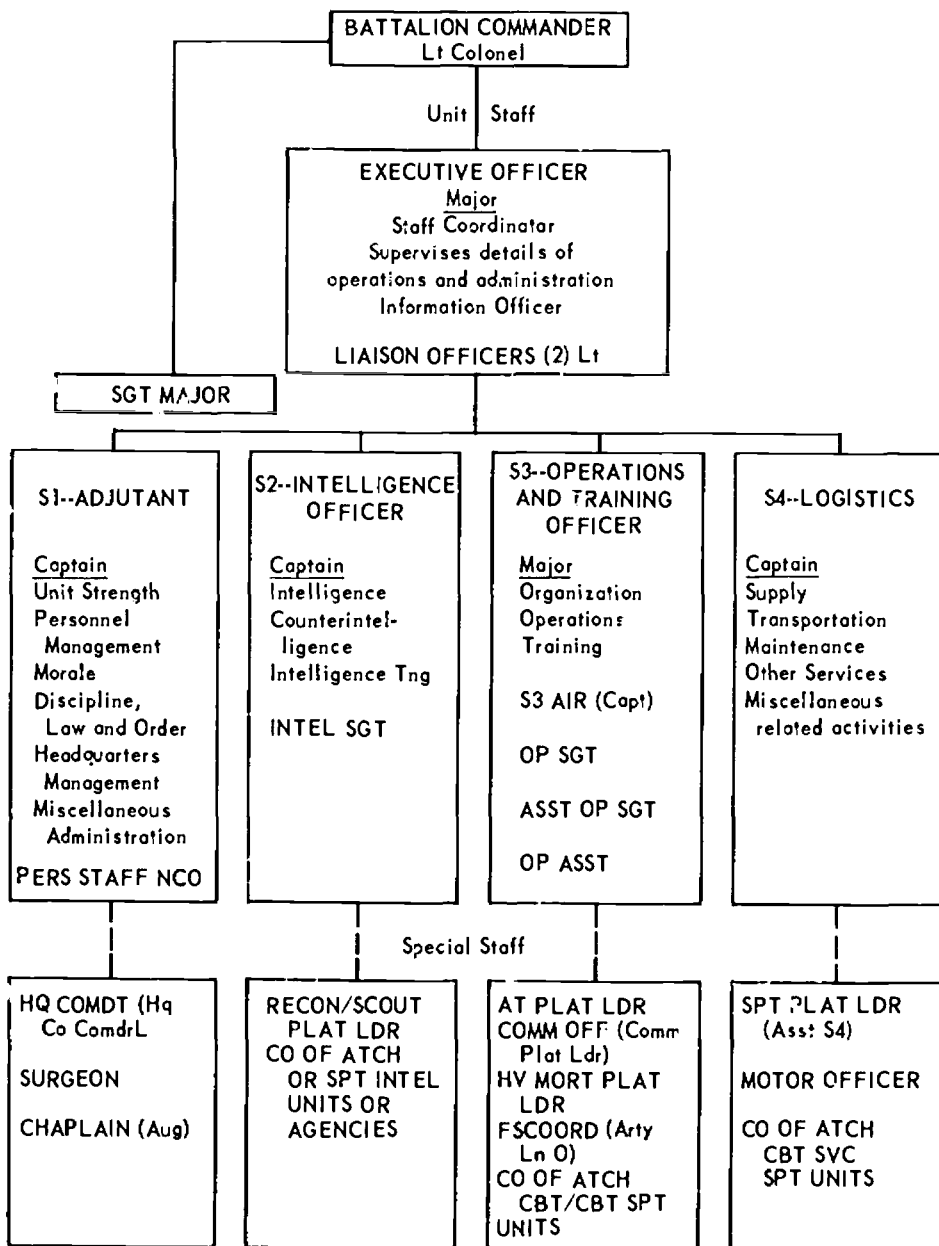 BATTALION COMMANDER
Lt Colonel
Unit Staff
EXECUTIVE OFFICER
Major
Staff Coordinatar
Supervises details of
operations and administration
Information Officer
LIAISON OFFICERS (2) Lt
SGT MAJOR
S1--ADJUTANT
Captain
Unit Strength
Personnel
Management
Morale
Discipline,
Law and Order
Headquarters
Management
Miscellaneous
Administration
PERS STAFF NCO
S2--INTELLIGENCE
OFFICER
Captain
Intelligence
Counterintel-
ligence
Intelligence Tng
INTEL SGT
S3--OPERATIONS
AND TRAINING
OFFICER
Major
Organization
Operations
Training
S3 AIR (Capt)
OP SGT
ASST OP SGT
OP ASST
S4--LOGISTICS
Captain
Supply
Transportation
Maintenance
Other Services
Miscellaneous
related activities
Special Staff
HQ COMDT (Hq
Co ComdrL
SURGEON
CHAPLAIN (Aug)
RECON/SCOUT
PLAT LDR
CO OF ATCH
OR SPT INTEL
UNITS OR
AGENCIES
AT PLAT LDR
COMM OFF (Comm
Plat Ldr)
HV MORT PLAT
LDR
FSCOORD (Arty
Ln O)
CO OF ATCH
CBT/CBT SPT
UNITS
SPT PLAT LDR
(Asst S4)
MOTOR OFFICER
CO OF ATCH
CBT SVC
SPT UNITS